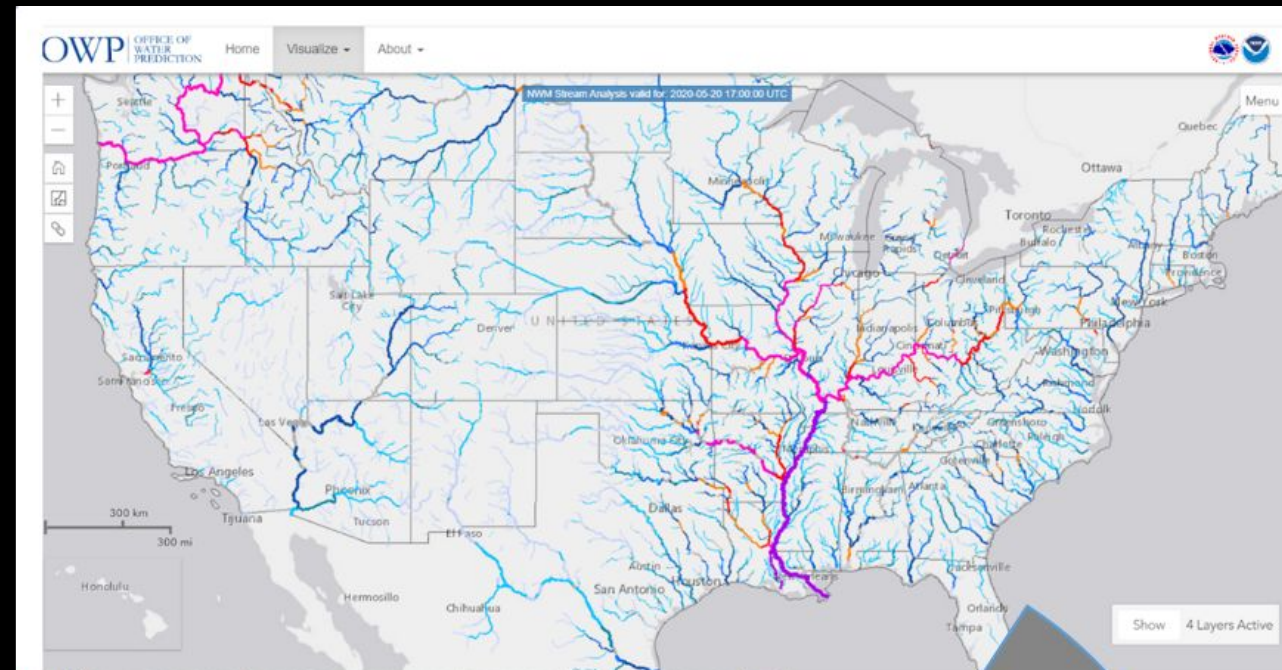 OWP OFFICE OF WATER PREDICTION Home Visualize About
NWM Stream Analysis valid for: 2020-05-20 17:00:00 UTC
Menu
Seattle
Quebec
Ottawa
Portland
Minneapolis
Toronto
Rochester
Buffalo
Albany
Boston
Providence
Milwaukee
Grand Rapids
Detroit
Chicago
Cleveland
New York
Salt Lake City
Denver
UNITED STATES
Indianapolis
Columbus
Pittsburgh
Philadelphia
Cincinnati
Washington
Sacramento
San Francisco
Kansas City
Louisville
Richmond
Fresno
Las Vegas
Norfolk
Nashville
Greensboro
Raleigh
Charlotte
Greenville
Oklahoma City
Memphis
Los Angeles
Phoenix
Birmingham
Atlanta
300 km
Tijuana
Tucson
Dallas
El Paso
300 mi
Austin
Jacksonville
Honolulu
Hermosillo
San Antonio
Houston
New Orleans
Chihuahua
Orlando
Tampa
Show 4 Layers Active